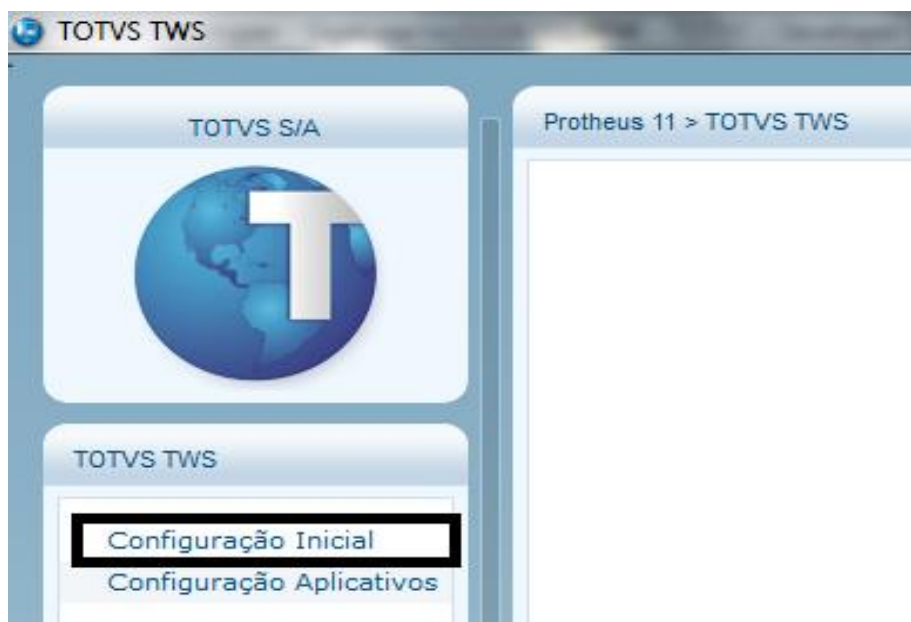 TOTVS TWS
TOTVS S/A
Protheus 11 > TOTVS TWS
T
TOTVS TWS
Configuração Inicial
Configuração Aplicativos